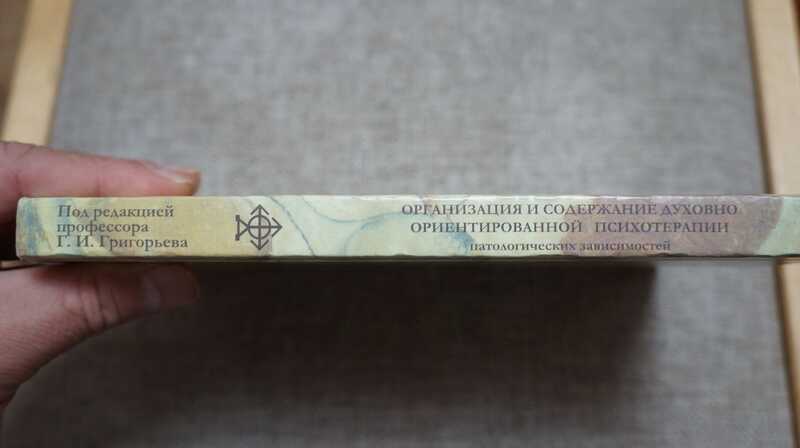 Под редакцией
профессора
Г. И. Григорьева
ОРГАНИЗАЦИЯ И СОДЕРЖАНИЕ ДУХОВНО
ОРИЕНТИРОВАННОЙ ПСИХОТЕРАПИИ
патологических зависимостей